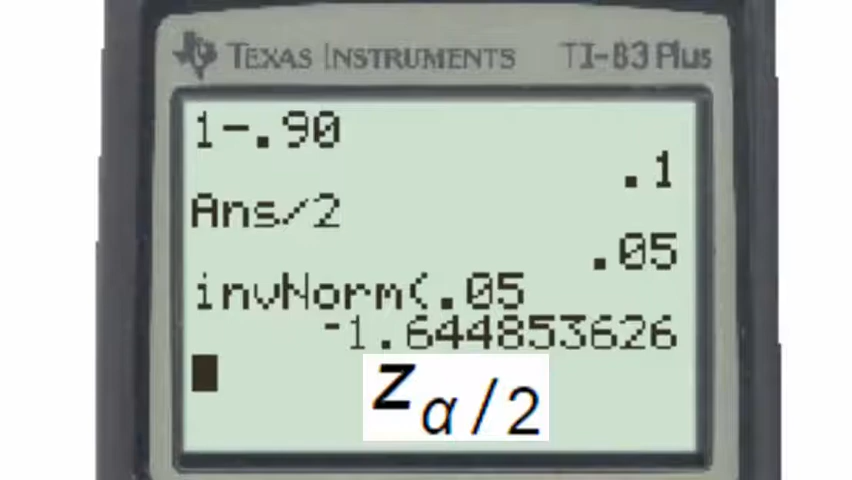 TEXAS INSTRUMENTS TI-83 Plus
1-.90
.1
Ans/2
.05
invNorm(.05
-1.644853626
zα/2